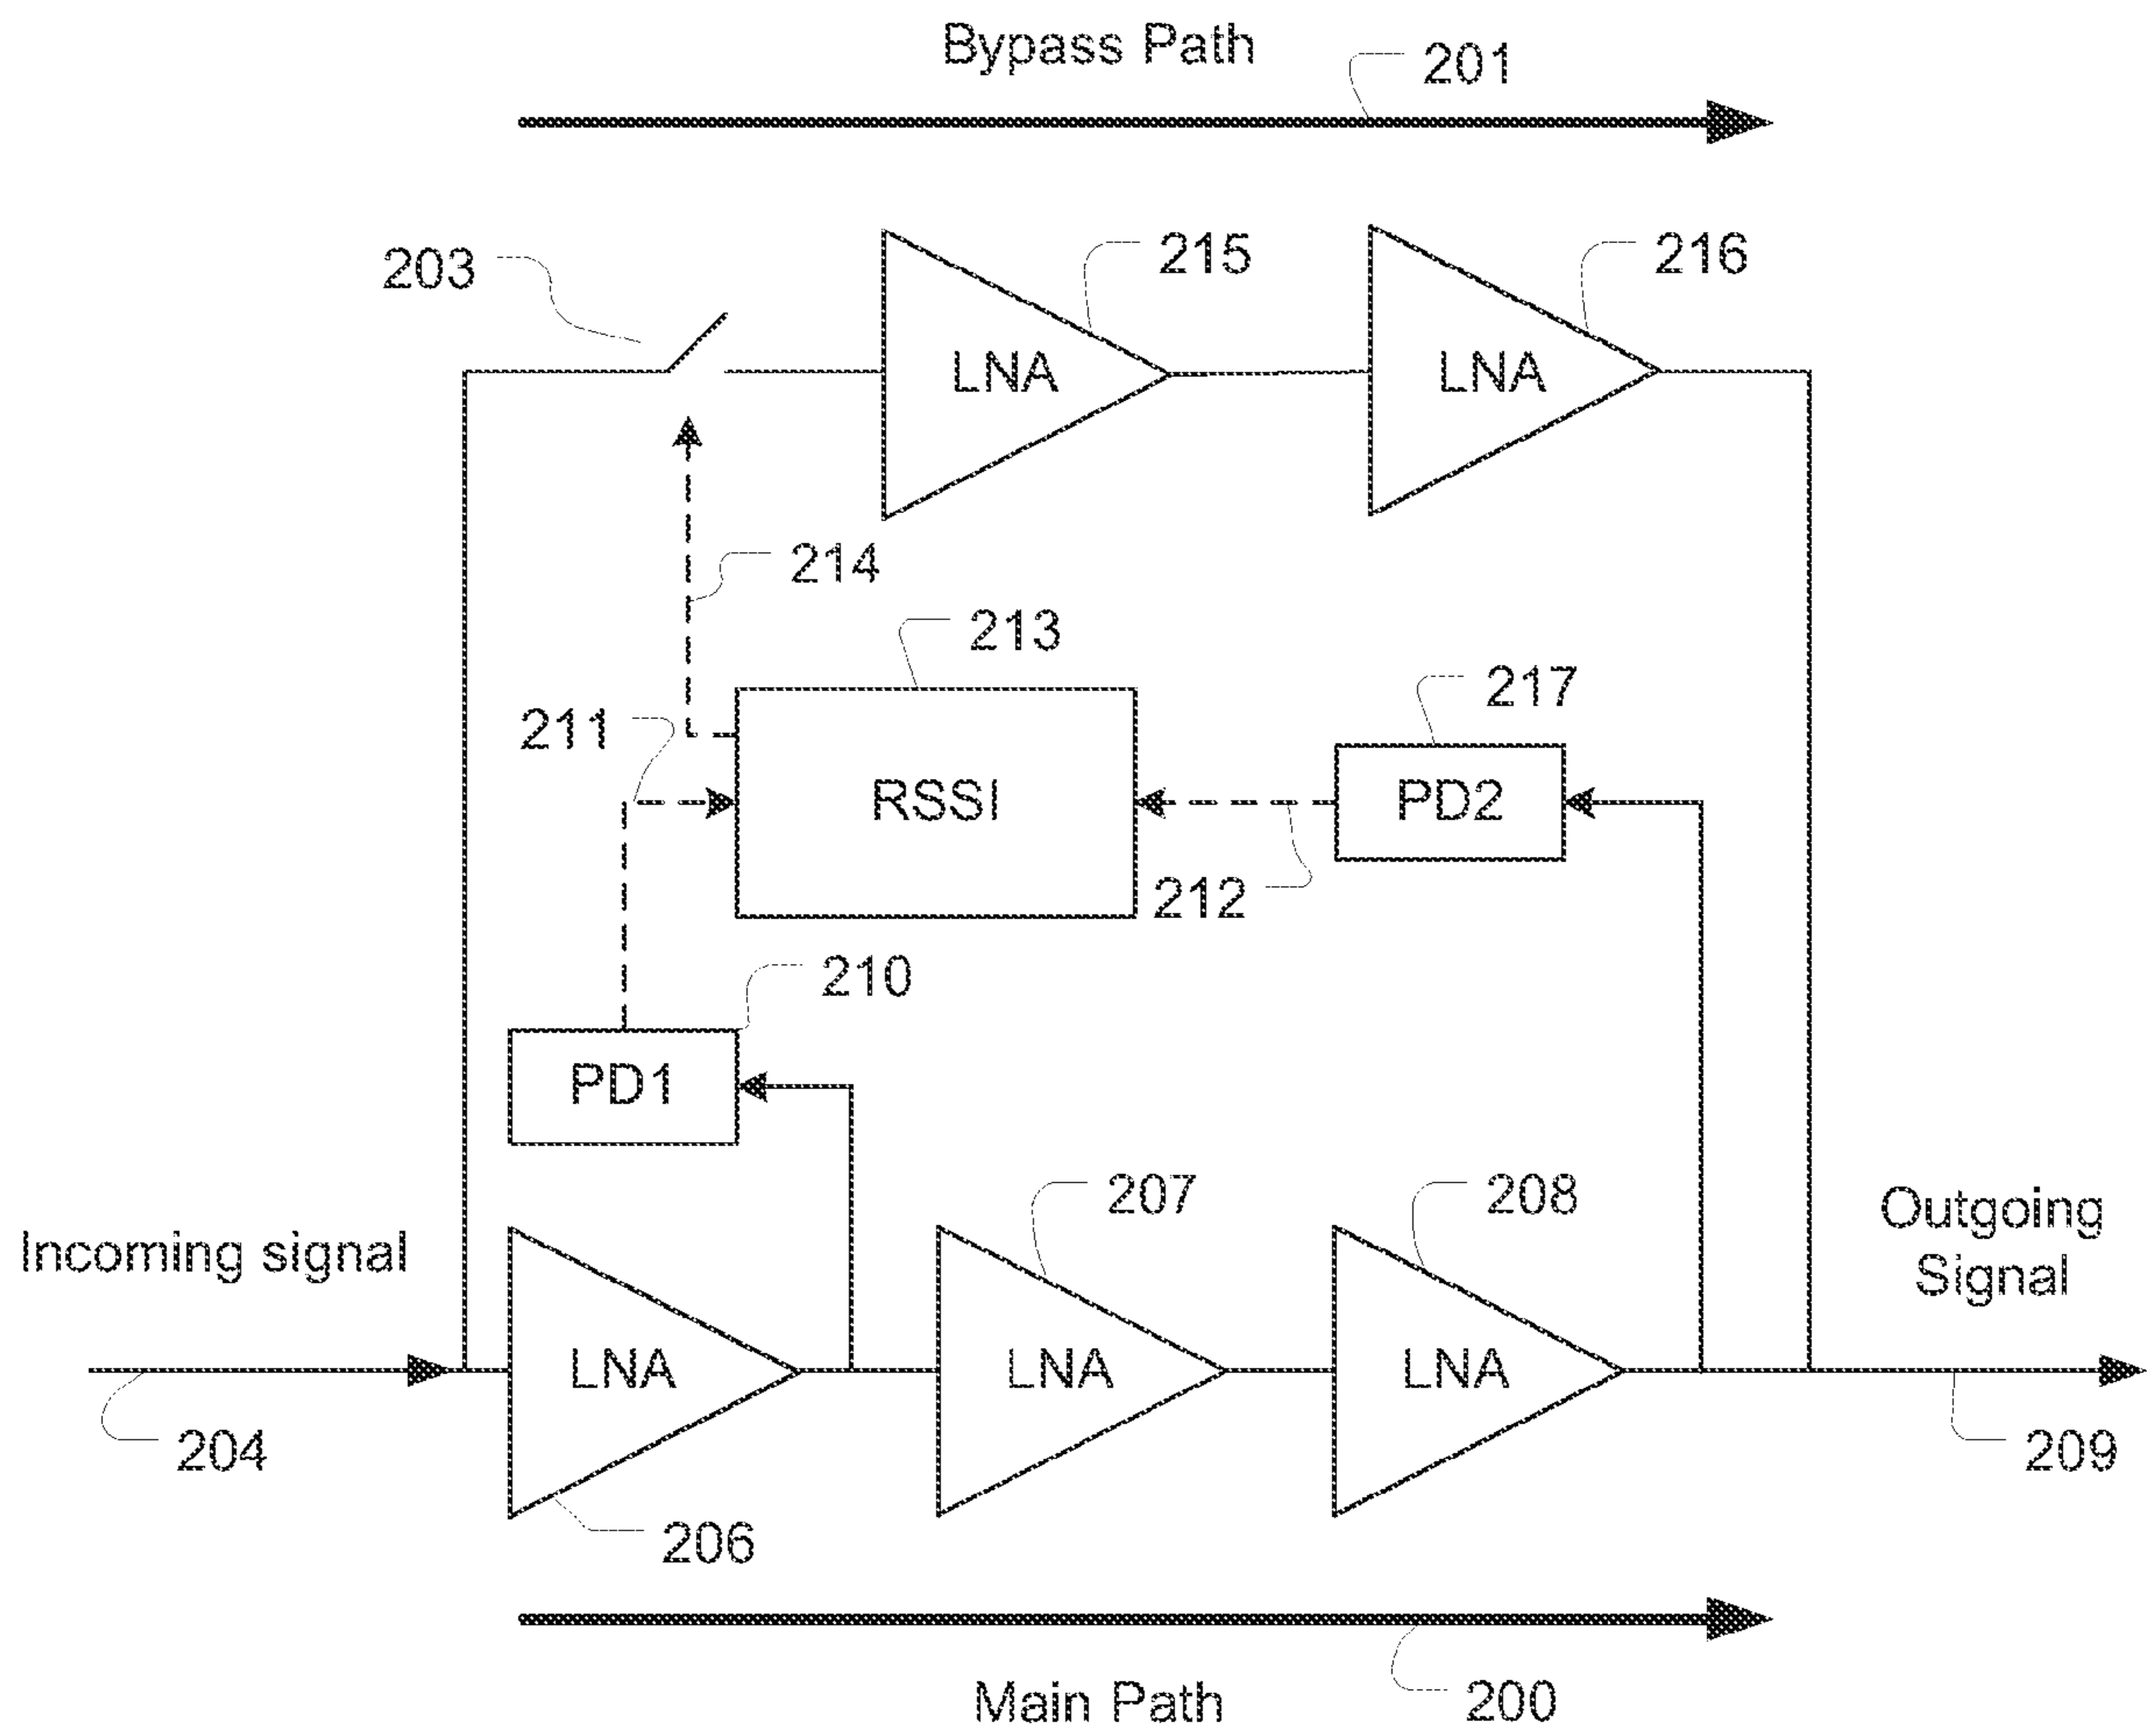 Bypass Path
201
203
215
216
LNA
LNA
214
213
217
211
RSSI
PD2
212
210
PD1
207
208
Outgoing
Signal
Incoming signal
LNA
LNA
LNA
204
209
206
Main Path
200